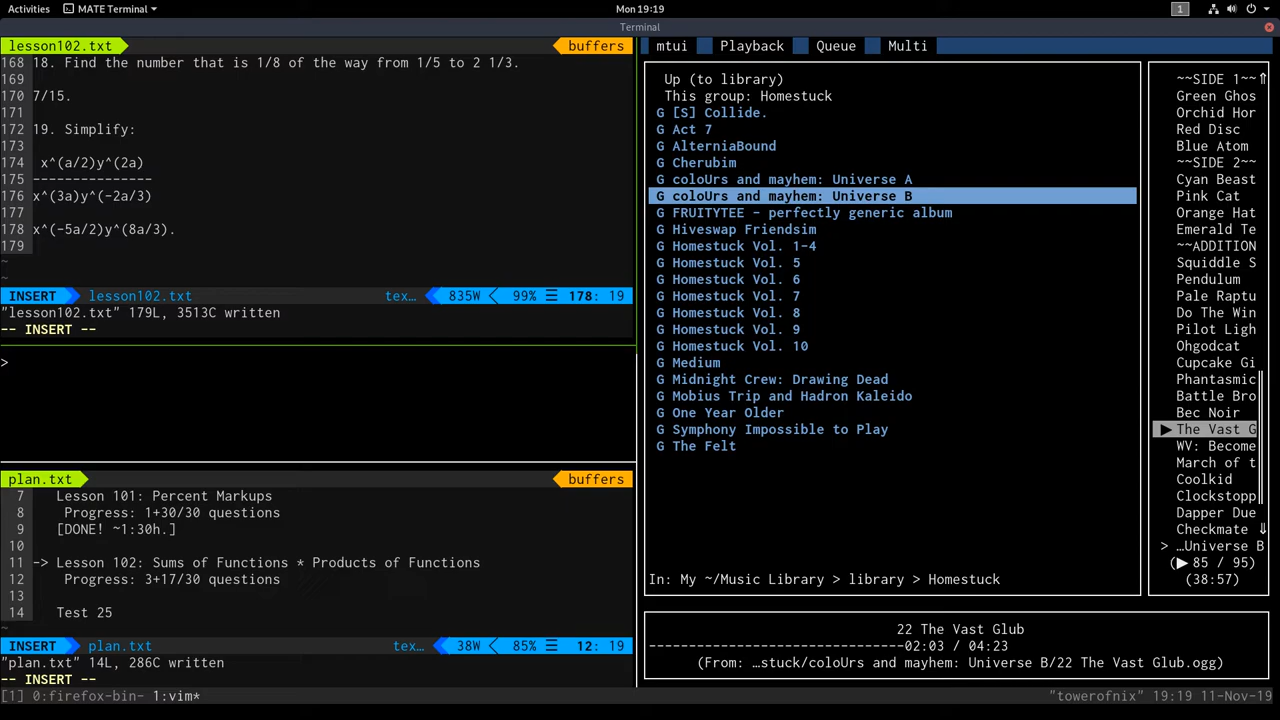 Activities MATE Terminal Mon 19:19 1
Terminal
lesson102.txt buffers
168 18. Find the number that is 1/8 of the way from 1/5 to 2 1/3.
169
170 7/15.
171
172 19. Simplify:
173
174 x^(a/2)y^(2a)
175 ---------------
176 x^(3a)y^(-2a/3)
177
178 x^(-5a/2)y^(8a/3).
179
~
~
INSERT lesson102.txt tex… 835W 99% ☰ 178: 19
"lesson102.txt" 179L, 3513C written
-- INSERT --
>
plan.txt buffers
7 Lesson 101: Percent Markups
8 Progress: 1+30/30 questions
9 [DONE! ~1:30h.]
10
11 -> Lesson 102: Sums of Functions * Products of Functions
12 Progress: 3+17/30 questions
13
14 Test 25
~
INSERT plan.txt tex… 38W 85% ☰ 12: 19
"plan.txt" 14L, 286C written
-- INSERT --
mtui Playback Queue Multi
Up (to library)
This group: Homestuck
G [S] Collide.
G Act 7
G AlterniaBound
G Cherubim
G coloUrs and mayhem: Universe A
G coloUrs and mayhem: Universe B
G FRUITYTEE – perfectly generic album
G Hiveswap Friendsim
G Homestuck Vol. 1-4
G Homestuck Vol. 5
G Homestuck Vol. 6
G Homestuck Vol. 7
G Homestuck Vol. 8
G Homestuck Vol. 9
G Homestuck Vol. 10
G Medium
G Midnight Crew: Drawing Dead
G Mobius Trip and Hadron Kaleido
G One Year Older
G Symphony Impossible to Play
G The Felt
In: My ~/Music Library > library > Homestuck
~~SIDE 1~~⇑
Green Ghos
Orchid Hor
Red Disc
Blue Atom
~~SIDE 2~~
Cyan Beast
Pink Cat
Orange Hat
Emerald Te
~~ADDITION
Squiddle S
Pendulum
Pale Raptu
Do The Win
Pilot Ligh
Ohgodcat
Cupcake Gi
Phantasmic
Battle Bro
Bec Noir
▶ The Vast G
WV: Become
March of t
Coolkid
Clockstopp
Dapper Due
Checkmate ⇓
> …Universe B
(▶ 85 / 95)
(38:57)
22 The Vast Glub
--------------------------------02:03 / 04:23
(From: …stuck/coloUrs and mayhem: Universe B/22 The Vast Glub.ogg)
[1] 0:firefox-bin- 1:vim* "towerofnix" 19:19 11-Nov-19